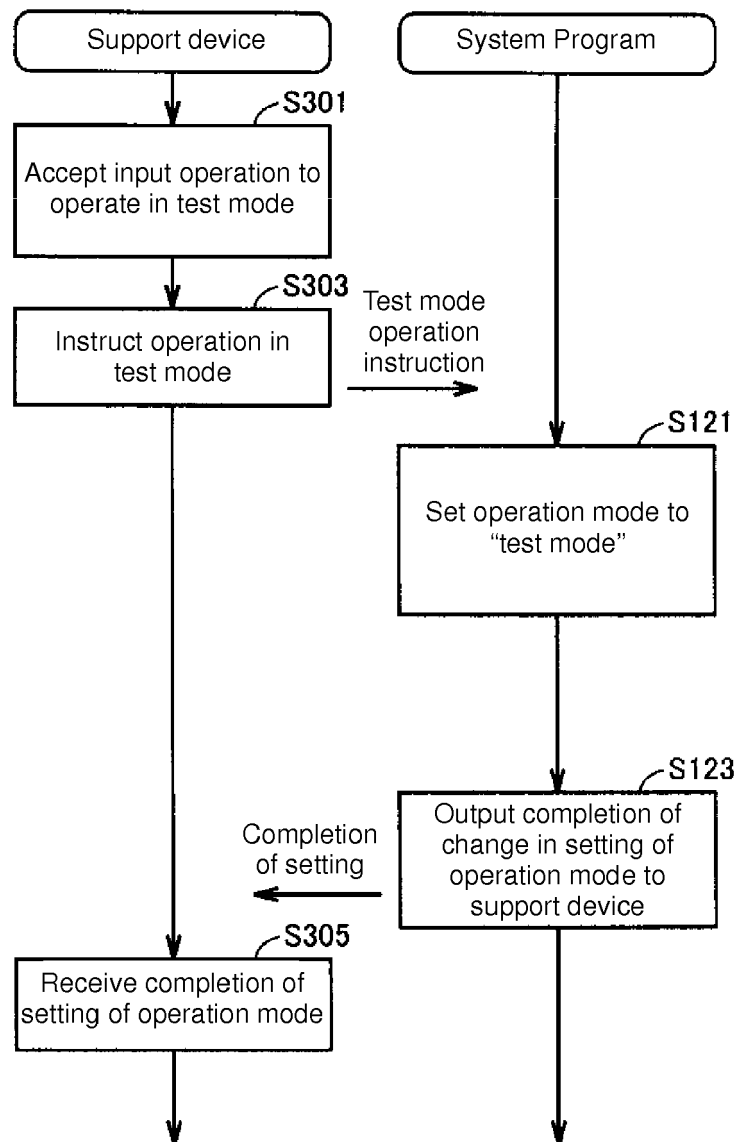 Support device
System Program
S301
Accept input operation to
operate in test mode
S303
Instruct operation in
test mode
Test mode
operation
instruction
S121
Set operation mode to
“test mode”
S123
Output completion of
change in setting of
operation mode to
support device
Completion
of setting
S305
Receive completion of
setting of operation mode